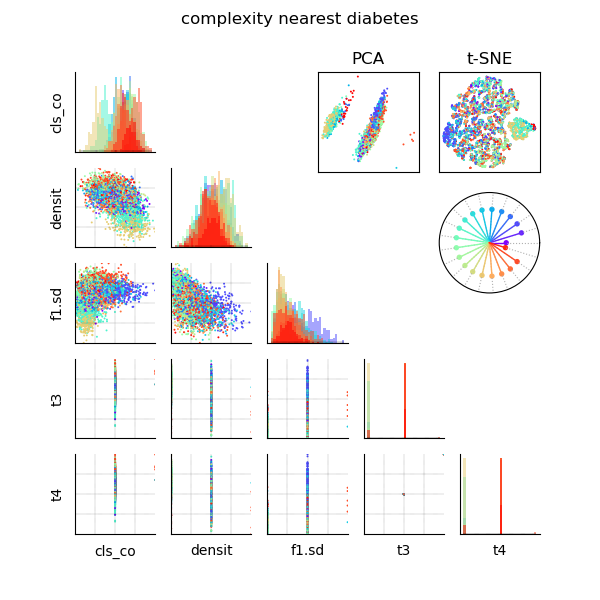 complexity nearest diabetes
PCA
t-SNE
cls_co
densit
f1.sd
t3
t4
cls_co
densit
f1.sd
t3
t4